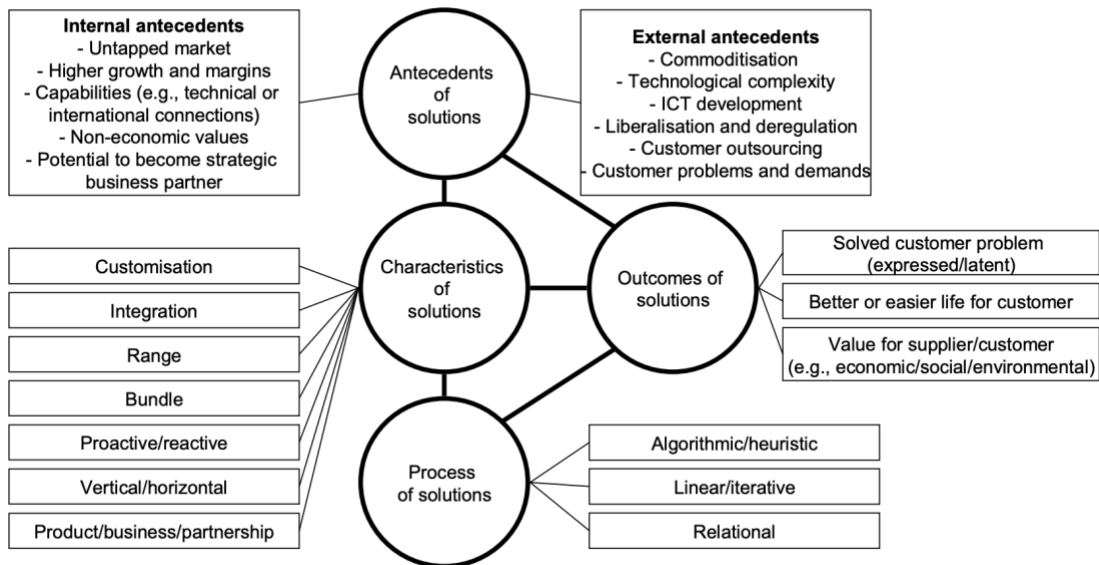 Internal antecedents
- Untapped market
- Higher growth and margins
- Capabilities (e.g., technical or
international connections)
- Non-economic values
- Potential to become strategic
business partner
Antecedents
of
solutions
External antecedents
- Commoditisation
- Technological complexity
- ICT development
- Liberalisation and deregulation
- Customer outsourcing
- Customer problems and demands
Customisation
Integration
Range
Bundle
Proactive/reactive
Vertical/horizontal
Product/business/partnership
Characteristics
of
solutions
Outcomes of
solutions
Solved customer problem
(expressed/latent)
Better or easier life for customer
Value for supplier/customer
(e.g., economic/social/environmental)
Process
of solutions
Algorithmic/heuristic
Linear/iterative
Relational